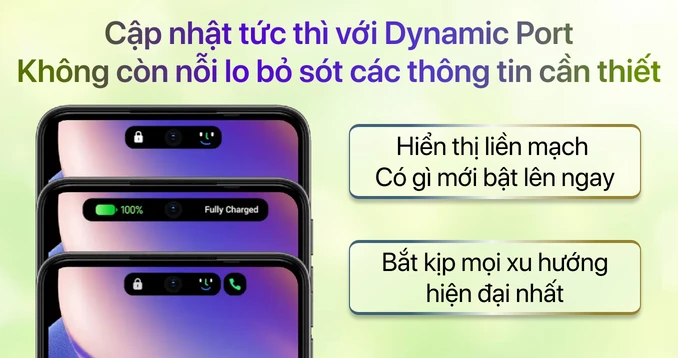 Cập nhật tức thì với Dynamic Port
Không còn nỗi lo bỏ sót các thông tin cần thiết
Hiển thị liền mạch
Có gì mới bật lên ngay
100%
Fully Charged
Bắt kịp mọi xu hướng
hiện đại nhất